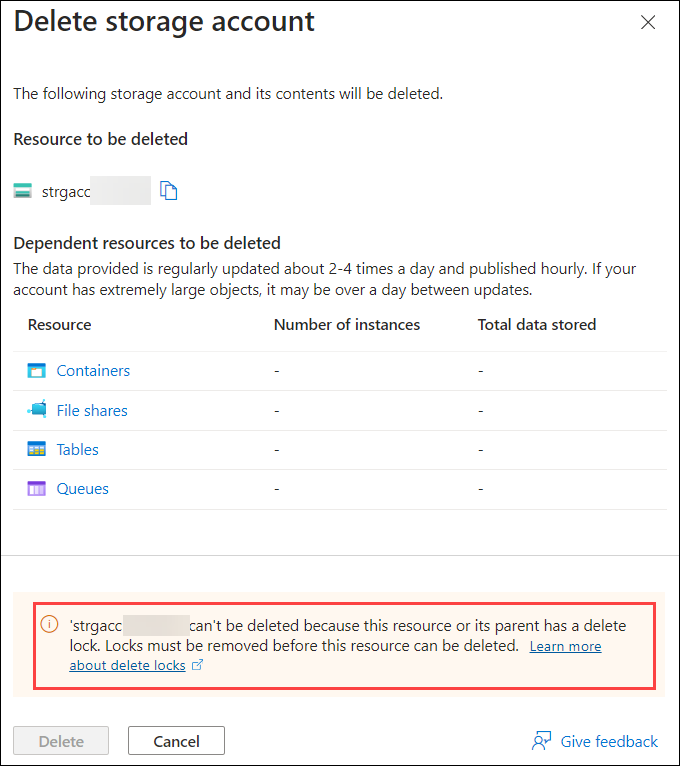 Delete storage account
The following storage account and its contents will be deleted.
Resource to be deleted
strgacc
Dependent resources to be deleted
The data provided is regularly updated about 2-4 times a day and published hourly. If your
account has extremely large objects, it may be over a day between updates.
Resource Number of instances Total data stored
Containers - -
File shares - -
Tables - -
Queues - -
'strgacc can't be deleted because this resource or its parent has a delete
lock. Locks must be removed before this resource can be deleted. Learn more
about delete locks
Delete Cancel Give feedback